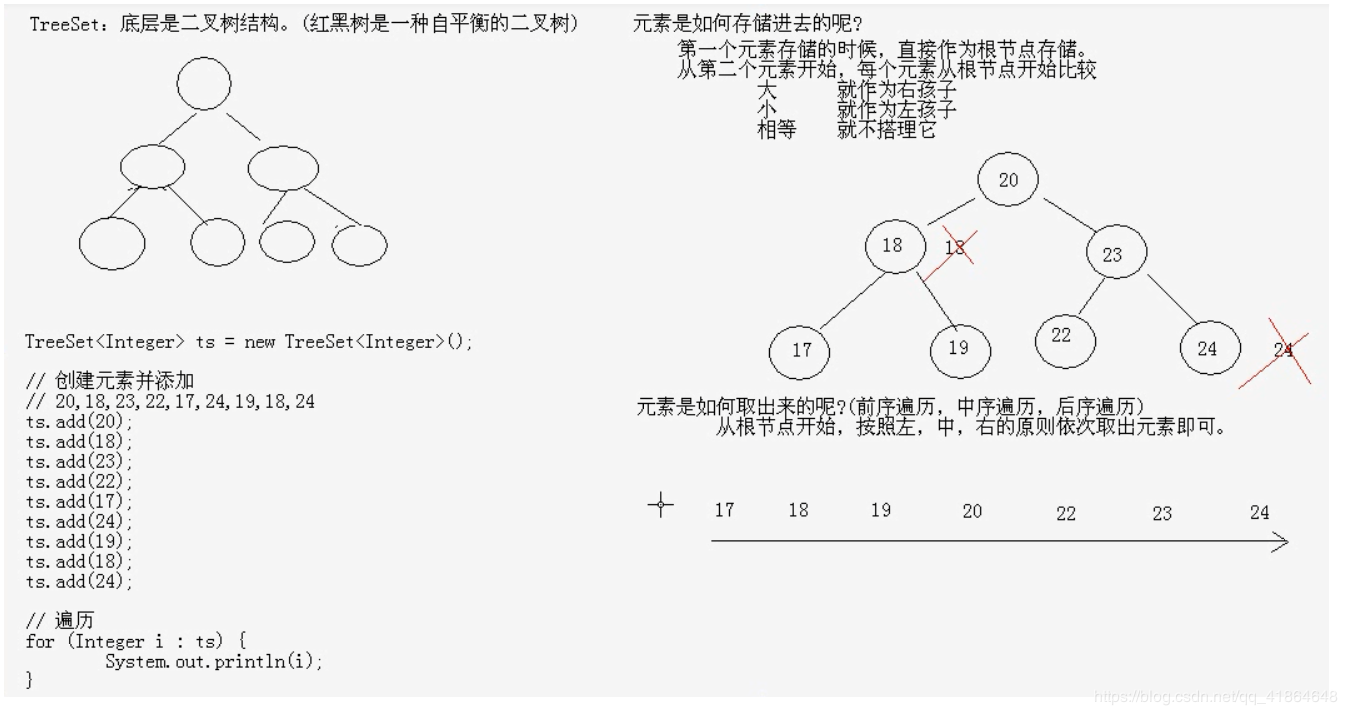 TreeSet: 底层是二叉树结构。(红黑树是一种自平衡的二叉树)
TreeSet<Integer> ts = new TreeSet<Integer>();
// 创建元素并添加
// 20,18,23,22,17,24,19,18,24
ts.add(20);
ts.add(18);
ts.add(23);
ts.add(22);
ts.add(17);
ts.add(24);
ts.add(19);
ts.add(18);
ts.add(24);
// 遍历
for (Integer i : ts) {
System.out.println(i);
}
元素是如何存储进去的呢?
第一个元素存储的时候，直接作为根节点存储。
从第二个元素开始，每个元素从根节点开始比较
大 就作为右孩子
小 就作为左孩子
相等 就不搭理它
20
18 18 23
17 19 22 24 24
元素是如何取出来的呢?(前序遍历，中序遍历，后序遍历)
从根节点开始，按照左，中，右的原则依次取出元素即可。
17 18 19 20 22 23 24
https://blog.csdn.net/qq_41864648